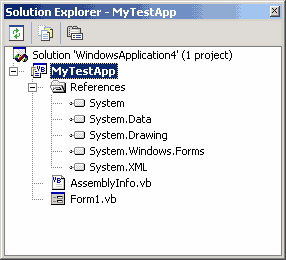 Solution Explorer - MyTestApp
Solution 'WindowsApplication4' (1 project)
MyTestApp
References
System
System.Data
System.Drawing
System.Windows.Forms
System.XML
AssemblyInfo.vb
Form1.vb